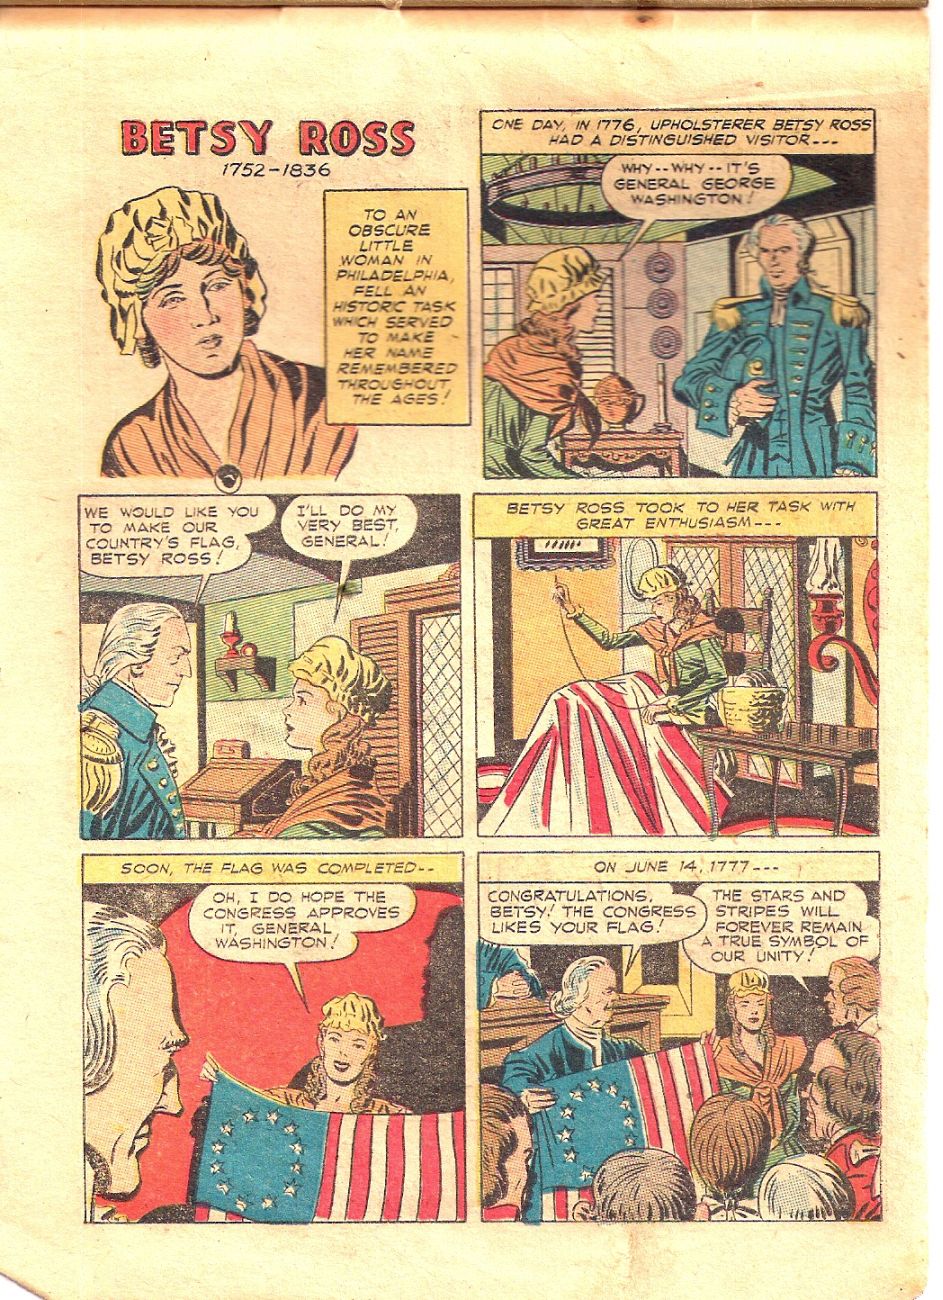 BETSY ROSS
1752-1836
TO AN
OBSCURE
LITTLE
WOMAN IN
PHILADELPHIA,
FELL AN
HISTORIC TASK
WHICH SERVED
TO MAKE
HER NAME
REMEMBERED
THROUGHOUT
THE AGES!
ONE DAY, IN 1776, UPHOLSTERER BETSY ROSS
HAD A DISTINGUISHED VISITOR---
WHY--WHY--IT'S
GENERAL GEORGE
WASHINGTON!
WE WOULD LIKE YOU
TO MAKE OUR
COUNTRY'S FLAG,
BETSY ROSS!
I'LL DO MY
VERY BEST,
GENERAL!
BETSY ROSS TOOK TO HER TASK WITH
GREAT ENTHUSIASM---
SOON, THE FLAG WAS COMPLETED--
OH, I DO HOPE THE
CONGRESS APPROVES
IT, GENERAL
WASHINGTON!
ON JUNE 14, 1777---
CONGRATULATIONS,
BETSY! THE CONGRESS
LIKES YOUR FLAG!
THE STARS AND
STRIPES WILL
FOREVER REMAIN
A TRUE SYMBOL OF
OUR UNITY!